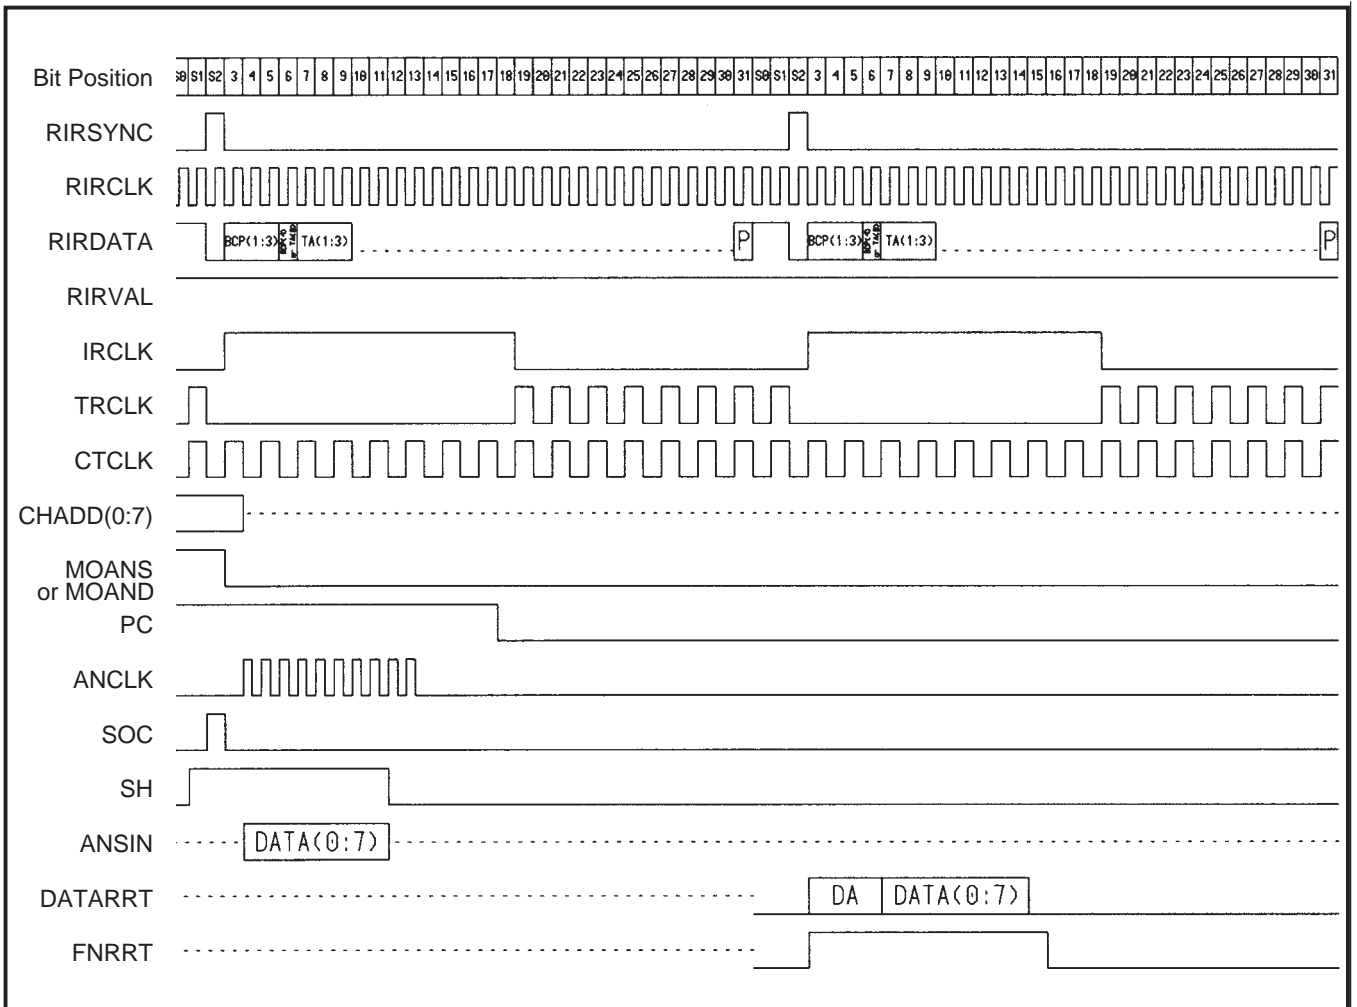 Bit Position S0 S1 S2 3 4 5 6 7 8 9 10 11 12 13 14 15 16 17 18 19 20 21 22 23 24 25 26 27 28 29 30 31 S0 S1 S2 3 4 5 6 7 8 9 10 11 12 13 14 15 16 17 18 19 20 21 22 23 24 25 26 27 28 29 30 31
RIRSYNC
RIRCLK
RIRDATA BCP(1:3) TA(1:3) P BCP(1:3) TA(1:3) P
RIRVAL
IRCLK
TRCLK
CTCLK
CHADD(0:7)
MOANS
or MOAND
PC
ANCLK
SOC
SH
ANSIN DATA(0:7)
DATARRT DA DATA(0:7)
FNRRT